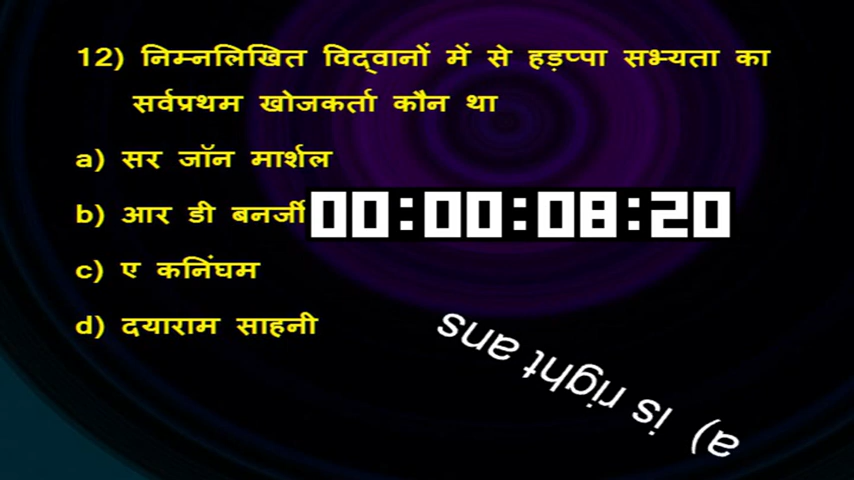 12) निम्नलिखित विद्वानों में से हड़प्पा सभ्यता का
सर्वप्रथम खोजकर्ता कौन था
a) सर जॉन मार्शल
b) आर डी बनर्जी
00:00:08:20
c) ए कनिंघम
d) दयाराम साहनी
a) is right ans